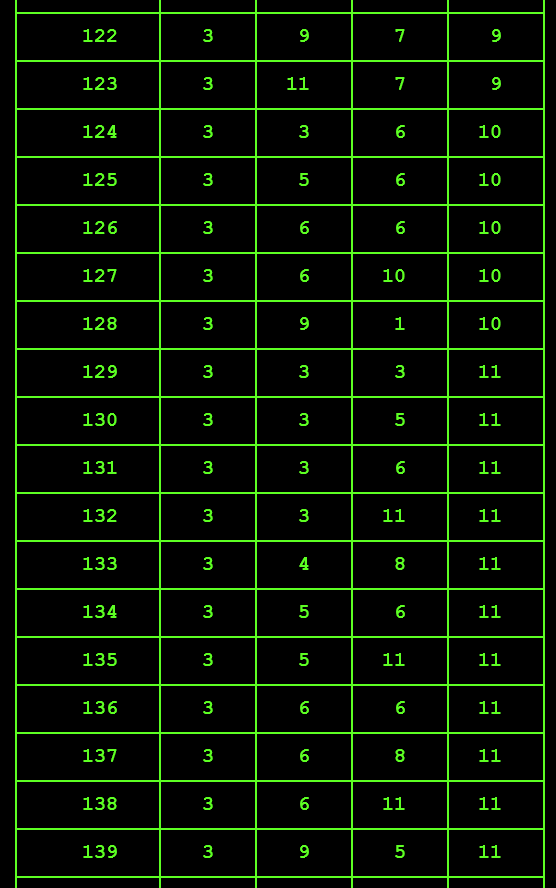 122 3 9 7 9
123 3 11 7 9
124 3 3 6 10
125 3 5 6 10
126 3 6 6 10
127 3 6 10 10
128 3 9 1 10
129 3 3 3 11
130 3 3 5 11
131 3 3 6 11
132 3 3 11 11
133 3 4 8 11
134 3 5 6 11
135 3 5 11 11
136 3 6 6 11
137 3 6 8 11
138 3 6 11 11
139 3 9 5 11